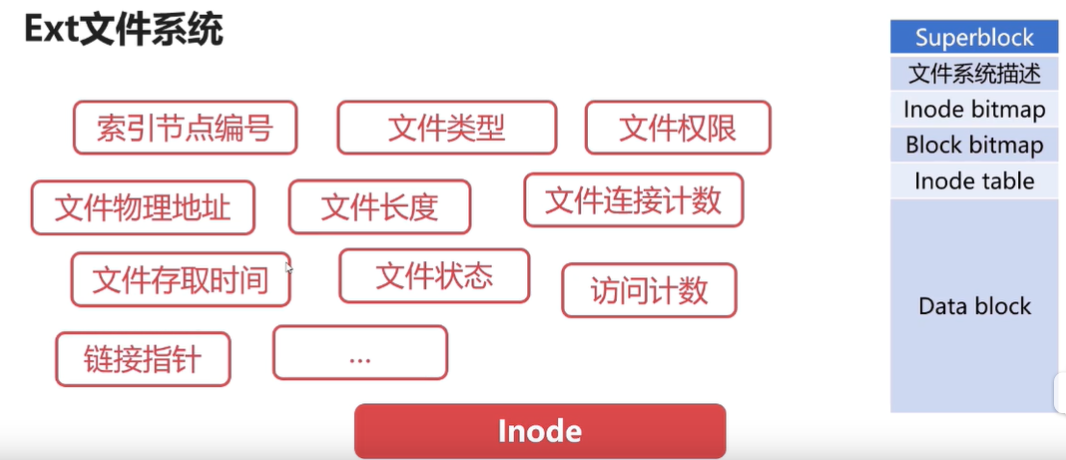 Ext文件系统
索引节点编号
文件类型
文件权限
文件物理地址
文件长度
文件连接计数
文件存取时间
文件状态
访问计数
链接指针
...
Inode
Superblock
文件系统描述
Inode bitmap
Block bitmap
Inode table
Data block